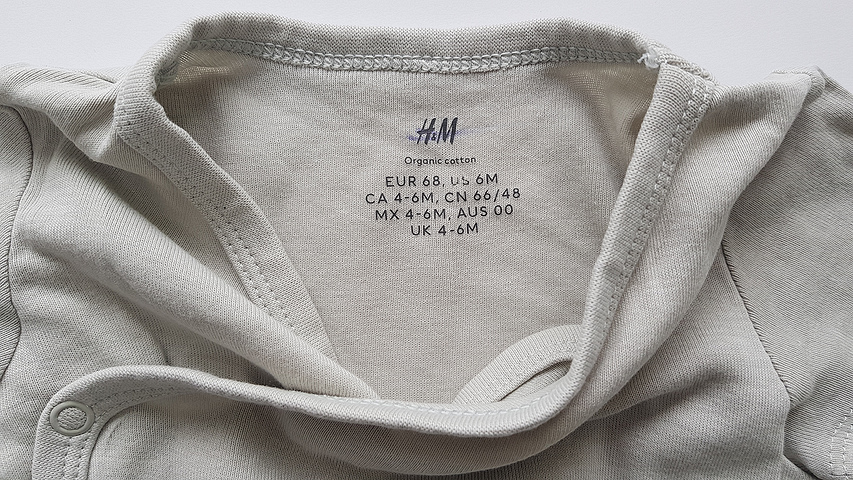 H&M
Organic cotton
EUR 68, US 6M
CA 4-6M, CN 66/48
MX 4-6M, AUS 00
UK 4-6M